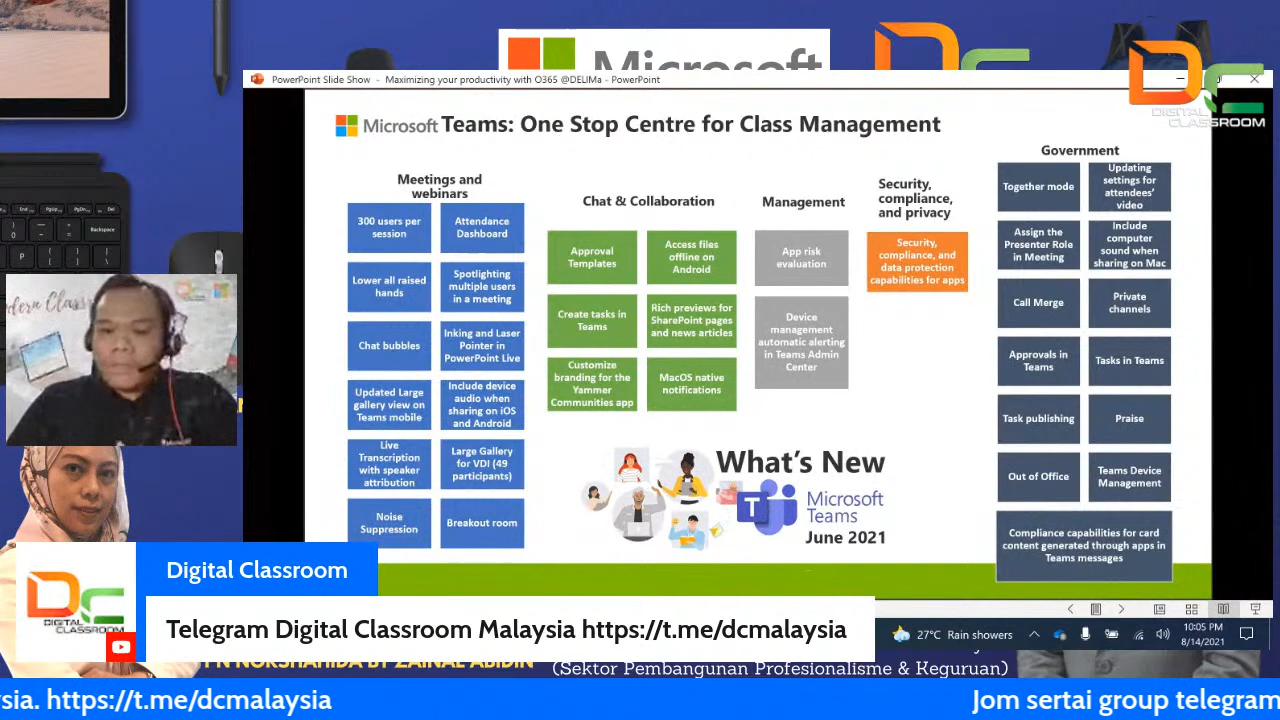 Microsoft
PowerPoint Slide Show - Maximizing your productivity with O365 @DELIMa - PowerPoint
DIGITAL
CLASSROOM
Microsoft Teams: One Stop Centre for Class Management
Meetings and
webinars
300 users per
session
Attendance
Dashboard
Lower all raised
hands
Spotlighting
multiple users
in a meeting
Chat bubbles
Inking and Laser
Pointer in
PowerPoint Live
Updated Large
gallery view on
Teams mobile
Include device
audio when
sharing on iOS
and Android
Live
Transcription
with speaker
attribution
Large Gallery
for VDI (49
participants)
Noise
Suppression
Breakout room
Chat & Collaboration
Approval
Templates
Access files
offline on
Android
Create tasks in
Teams
Rich previews for
SharePoint pages
and news articles
Customize
branding for the
Yammer
Communities app
MacOS native
notifications
Management
App risk
evaluation
Device
management
automatic alerting
in Teams Admin
Center
Security,
compliance,
and privacy
Security,
compliance, and
data protection
capabilities for apps
Government
Together mode
Updating
settings for
attendees'
video
Assign the
Presenter Role
in Meeting
Include
computer
sound when
sharing on Mac
Call Merge
Private
channels
Approvals in
Teams
Tasks in Teams
Task publishing
Praise
Out of Office
Teams Device
Management
Compliance capabilities for card
content generated through apps in
Teams messages
What's New
T
Microsoft
Teams
June 2021
27°C Rain showers
10:05 PM
8/14/2021
Backspace
DIGITAL
CLASSROOM
Digital Classroom
Telegram Digital Classroom Malaysia https://t.me/dcmalaysia
NORSHAHIDA BY ZAINAL ABIDIN
(Sektor Pembangunan Profesionalisme & Keguruan)
sia. https://t.me/dcmalaysia
Jom sertai group telegram